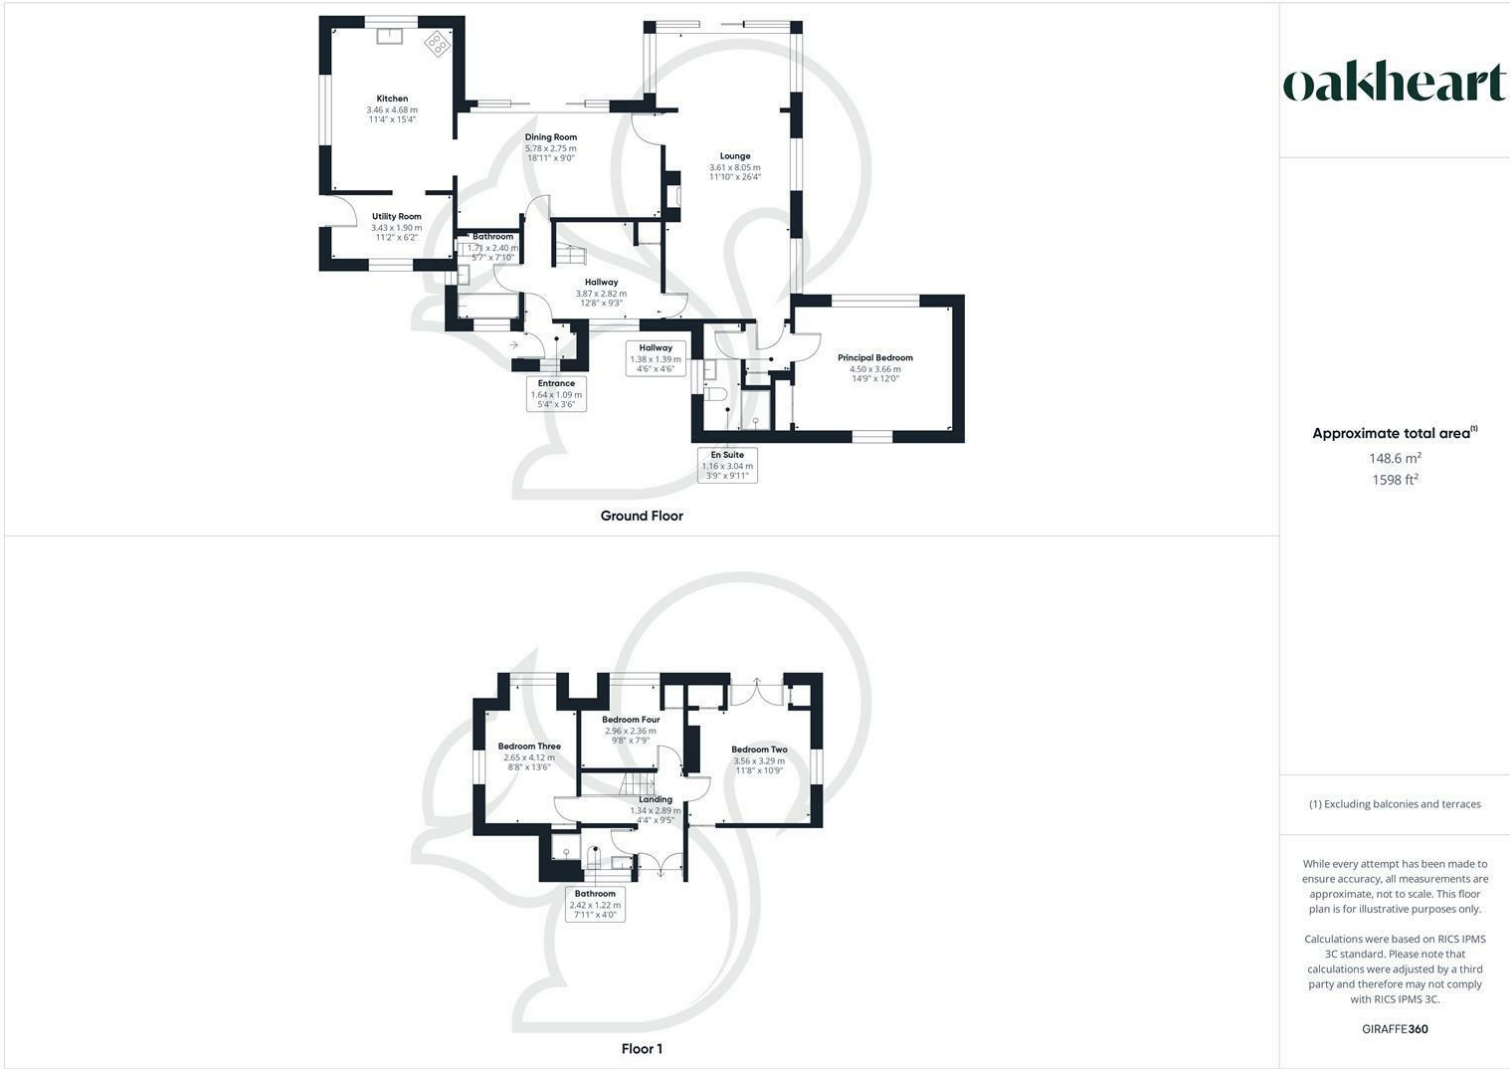 oakheart
Kitchen
3.46 x 4.68 m
11'4" x 15'4"
Dining Room
5.78 x 2.75 m
18'11" x 9'0"
Lounge
3.61 x 8.05 m
11'10" x 26'4"
Utility Room
3.43 x 1.90 m
11'2" x 6'2"
Bathroom
1.71 x 2.40 m
5'7" x 7'10"
Hallway
3.87 x 2.82 m
12'8" x 9'3"
Hallway
1.38 x 1.39 m
4'6" x 4'6"
Principal Bedroom
4.50 x 3.66 m
14'9" x 12'0"
Entrance
1.64 x 1.09 m
5'4" x 3'6"
En Suite
1.16 x 3.04 m
3'9" x 9'11"
Ground Floor
Approximate total area(1)
148.6 m²
1598 ft²
Bedroom Three
2.65 x 4.12 m
8'8" x 13'6"
Bedroom Four
2.96 x 2.36 m
9'8" x 7'9"
Bedroom Two
3.56 x 3.29 m
11'8" x 10'9"
Landing
1.34 x 2.89 m
4'4" x 9'5"
Bathroom
2.42 x 1.22 m
7'11" x 4'0"
Floor 1
(1) Excluding balconies and terraces
While every attempt has been made to
ensure accuracy, all measurements are
approximate, not to scale. This floor
plan is for illustrative purposes only.
Calculations were based on RICS IPMS
3C standard. Please note that
calculations were adjusted by a third
party and therefore may not comply
with RICS IPMS 3C.
GIRAFFE360